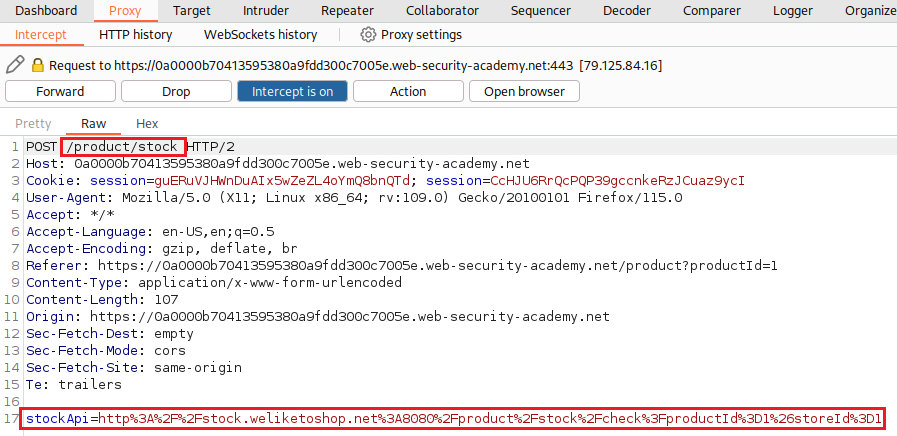 Dashboard Proxy Target Intruder Repeater Collaborator Sequencer Decoder Comparer Logger Organize
Intercept HTTP history WebSockets history Proxy settings
Request to https://0a0000b70413595380a9fdd300c7005e.web-security-academy.net:443 [79.125.84.16]
Forward Drop Intercept is on Action Open browser
Pretty Raw Hex
1 POST /product/stock HTTP/2
2 Host: 0a0000b70413595380a9fdd300c7005e.web-security-academy.net
3 Cookie: session=guERuVJHWnDuAIx5wZeZL4oYmQ8bnQTd; session=CcHJU6RrQcPQP39gccnkeRzJCuaz9ycI
4 User-Agent: Mozilla/5.0 (X11; Linux x86_64; rv:109.0) Gecko/20100101 Firefox/115.0
5 Accept: */*
6 Accept-Language: en-US,en;q=0.5
7 Accept-Encoding: gzip, deflate, br
8 Referer: https://0a0000b70413595380a9fdd300c7005e.web-security-academy.net/product?productId=1
9 Content-Type: application/x-www-form-urlencoded
10 Content-Length: 107
11 Origin: https://0a0000b70413595380a9fdd300c7005e.web-security-academy.net
12 Sec-Fetch-Dest: empty
13 Sec-Fetch-Mode: cors
14 Sec-Fetch-Site: same-origin
15 Te: trailers
16
17 stockApi=http%3A%2F%2Fstock.weliketoshop.net%3A8080%2Fproduct%2Fstock%2Fcheck%3FproductId%3D1%26storeId%3D1